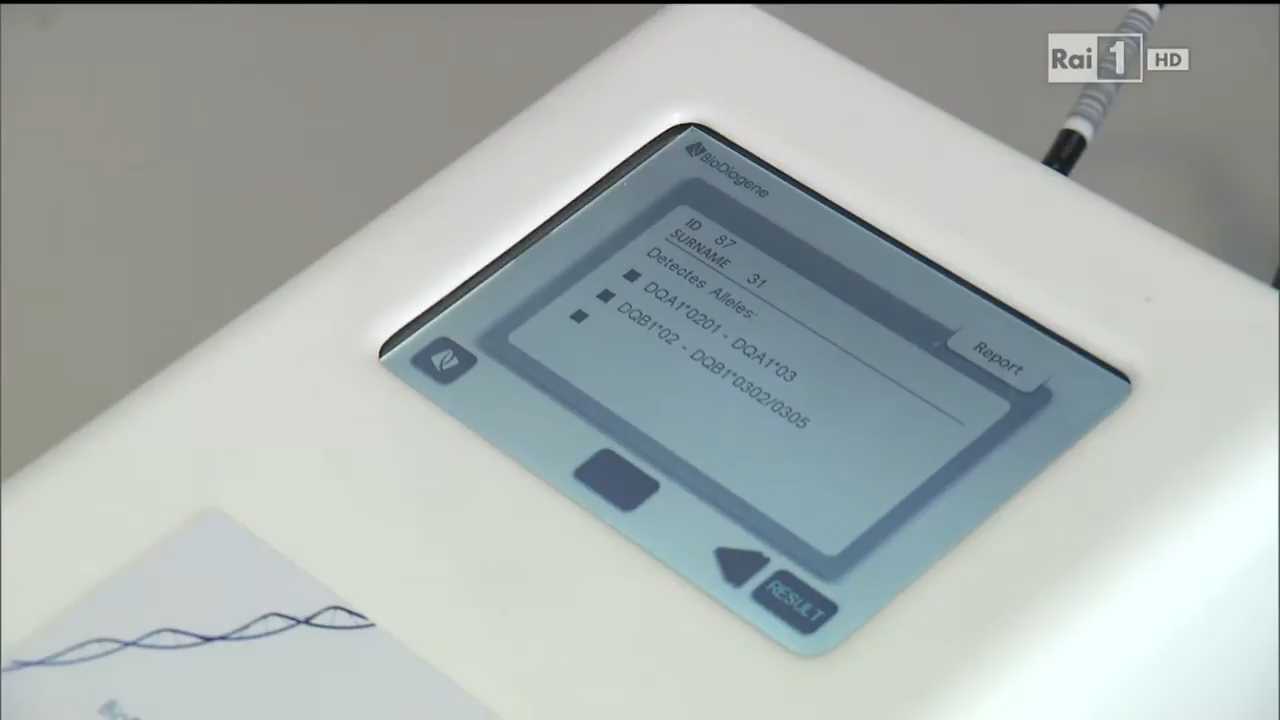 Rai 1 HD
BioDiogene
ID 87
SURNAME 31
Report
Detectes Alleles:
DQA1*0201 - DQA1*03
DQB1*02 - DQB1*0302/0305
RESULT